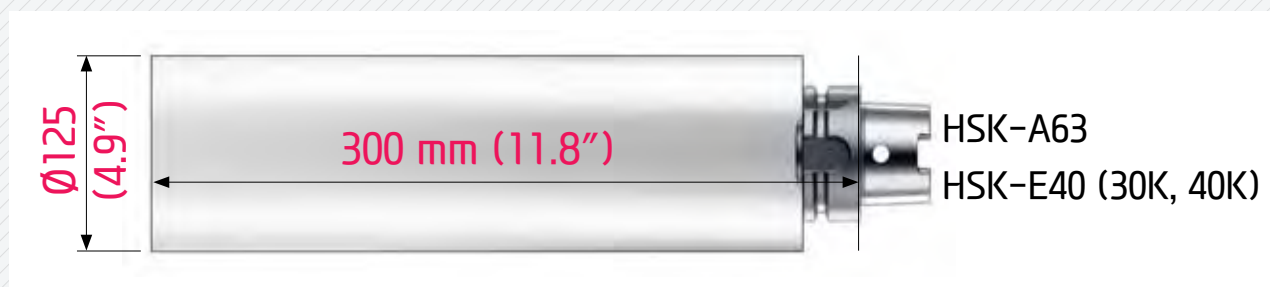 Ø125
(4.9″)
300 mm (11.8″)
HSK-A63
HSK-E40 (30K, 40K)